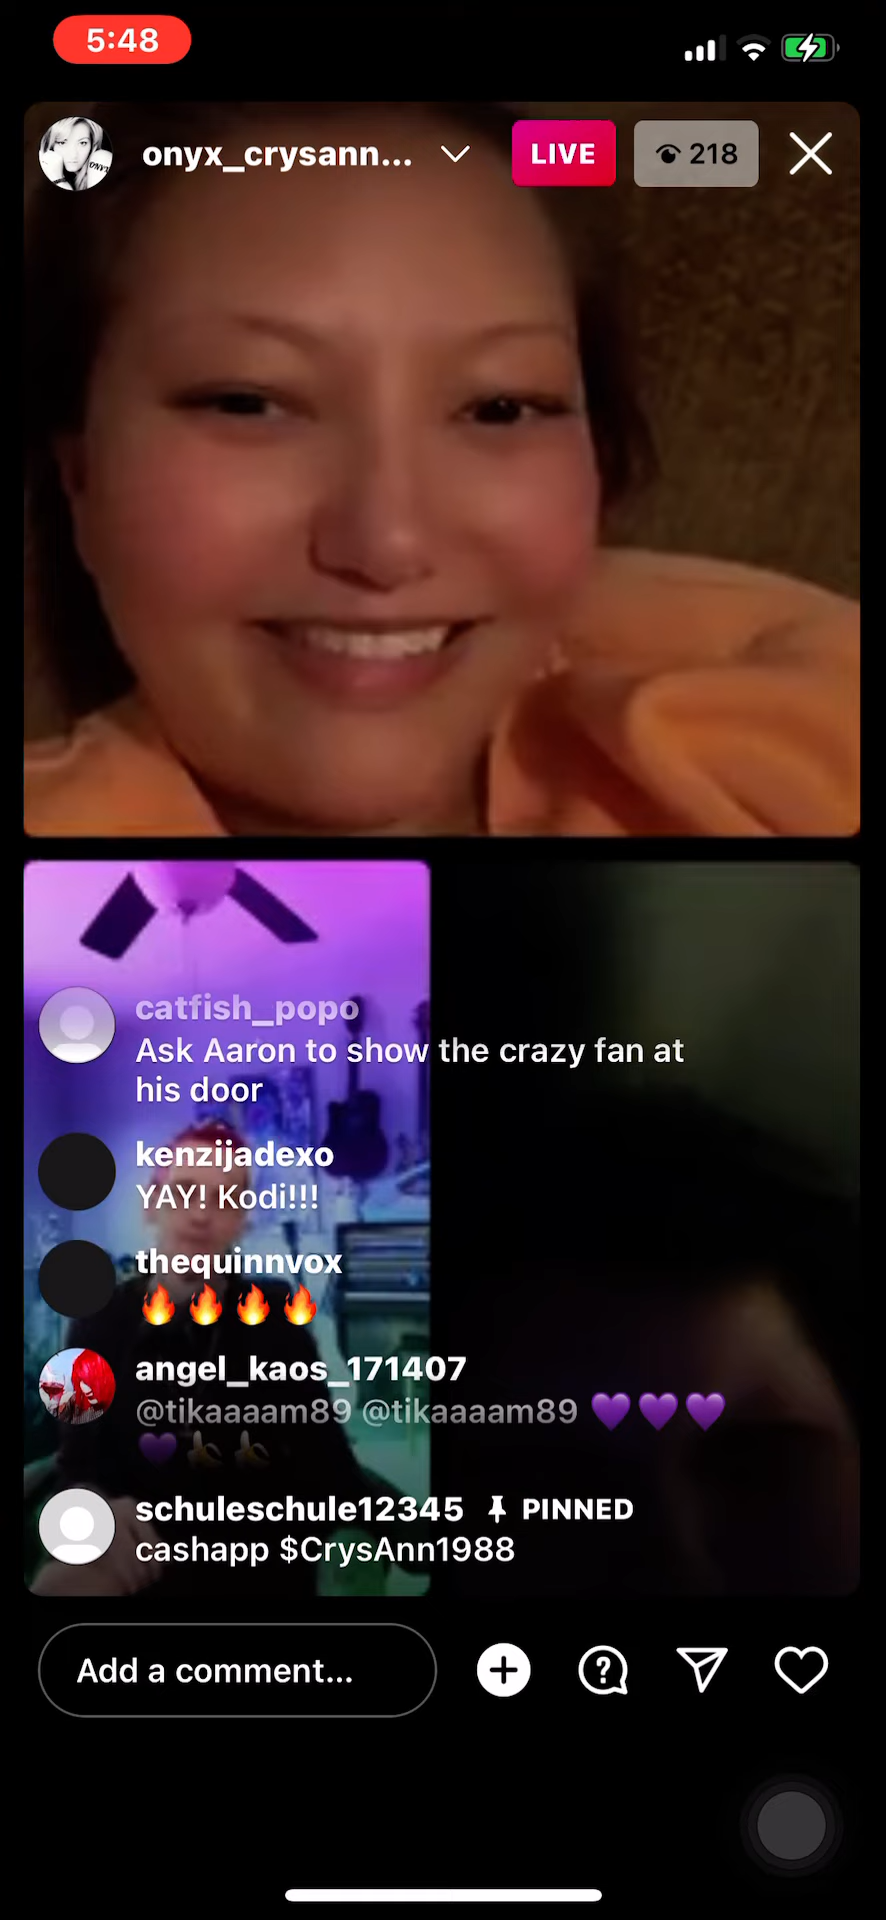 5:48
onyx_crysann...
LIVE
218
catfish_popo
Ask Aaron to show the crazy fan at
his door
kenzijadexo
YAY! Kodi!!!
thequinnvox
🔥🔥🔥🔥
angel_kaos_171407
@tikaaaam89 @tikaaaam89 💜💜💜
💜🍌🍌
schuleschule12345 📌 PINNED
cashapp $CrysAnn1988
Add a comment...